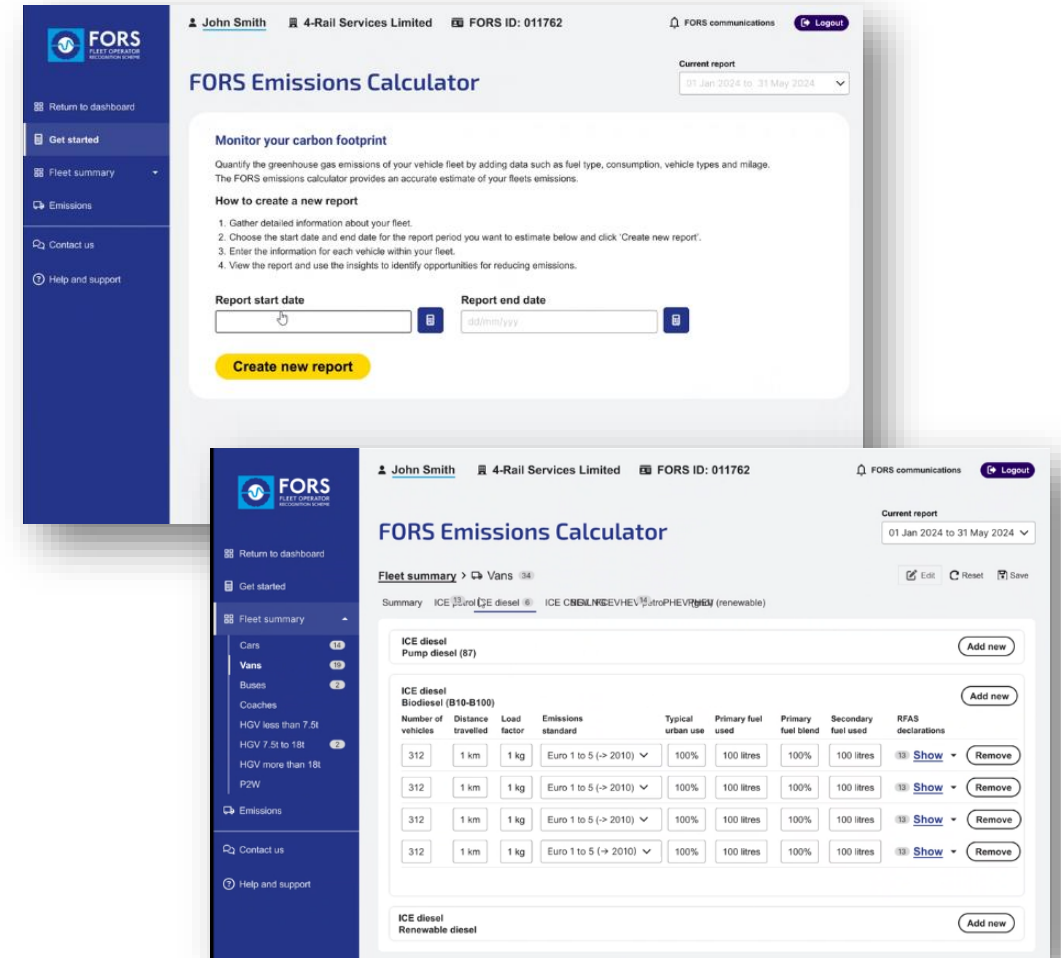 FORS
FLEET OPERATOR
RECOGNITION SCHEME
Return to dashboard
Get started
Fleet summary
Emissions
Contact us
Help and support
John Smith 4-Rail Services Limited FORS ID: 011762 FORS communications Logout
FORS Emissions Calculator
Current report
01 Jan 2024 to 31 May 2024
Monitor your carbon footprint
Quantify the greenhouse gas emissions of your vehicle fleet by adding data such as fuel type, consumption, vehicle types and milage.
The FORS emissions calculator provides an accurate estimate of your fleets emissions.
How to create a new report
1. Gather detailed information about your fleet.
2. Choose the start date and end date for the report period you want to estimate below and click 'Create new report'.
3. Enter the information for each vehicle within your fleet.
4. View the report and use the insights to identify opportunities for reducing emissions.
Report start date Report end date
dd/mm/yyy
Create new report
FORS
FLEET OPERATOR
RECOGNITION SCHEME
Return to dashboard
Get started
Fleet summary
Cars 14
Vans 19
Buses 2
Coaches
HGV less than 7.5t
HGV 7.5t to 18t 2
HGV more than 18t
P2W
Emissions
Contact us
Help and support
John Smith 4-Rail Services Limited FORS ID: 011762 FORS communications Logout
FORS Emissions Calculator
Current report
01 Jan 2024 to 31 May 2024
Fleet summary > Vans 34 Edit Reset Save
Summary ICE diesel 6 ICE (renewable)
ICE diesel
Pump diesel (87) Add new
ICE diesel
Biodiesel (B10-B100) Add new
Number of vehicles Distance travelled Load factor Emissions standard Typical urban use Primary fuel used Primary fuel blend Secondary fuel used RFAS declarations
312 1 km 1 kg Euro 1 to 5 (-> 2010) 100% 100 litres 100% 100 litres 13 Show Remove
312 1 km 1 kg Euro 1 to 5 (-> 2010) 100% 100 litres 100% 100 litres 13 Show Remove
312 1 km 1 kg Euro 1 to 5 (-> 2010) 100% 100 litres 100% 100 litres 13 Show Remove
312 1 km 1 kg Euro 1 to 5 (→ 2010) 100% 100 litres 100% 100 litres 13 Show Remove
ICE diesel
Renewable diesel Add new